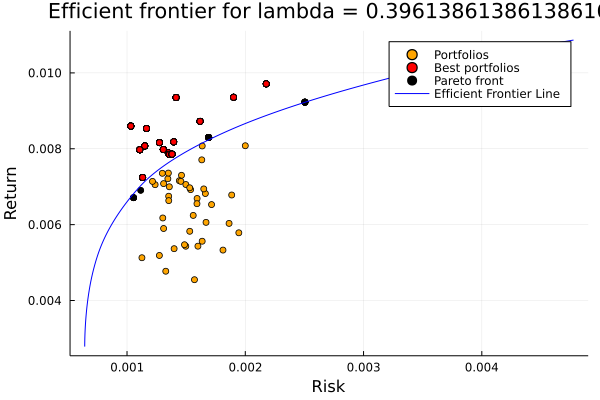 Efficient frontier for lambda = 0.3961386138613861
Portfolios
Best portfolios
Pareto front
Efficient Frontier Line
Return
0.010
0.008
0.006
0.004
0.001
0.002
0.003
0.004
Risk